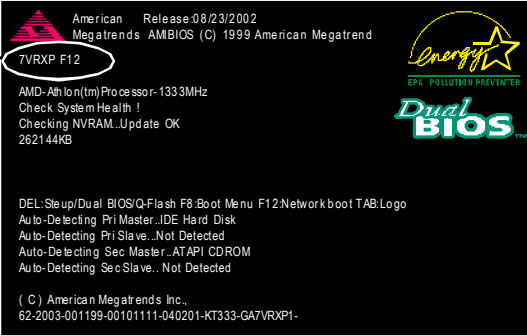 American Release:08/23/2002
Megatrends AMIBIOS (C) 1999 American Megatrend
7VRXP F12
energy
EPA POLLUTION PREVENTER
AMD-Athlon(tm)Processor-1333MHz
Check System Health !
Checking NVRAM..Update OK
262144KB
Dual
BIOS TM
DEL:Steup/Dual BIOS/Q-Flash F8:Boot Menu F12:Network boot TAB:Logo
Auto-Detecting Pri Master..IDE Hard Disk
Auto-Detecting Pri Slave...Not Detected
Auto-Detecting Sec Master..ATAPI CDROM
Auto-Detecting Sec Slave.. Not Detected
( C ) American Megatrends Inc.,
62-2003-001199-00101111-040201-KT333-GA7VRXP1-